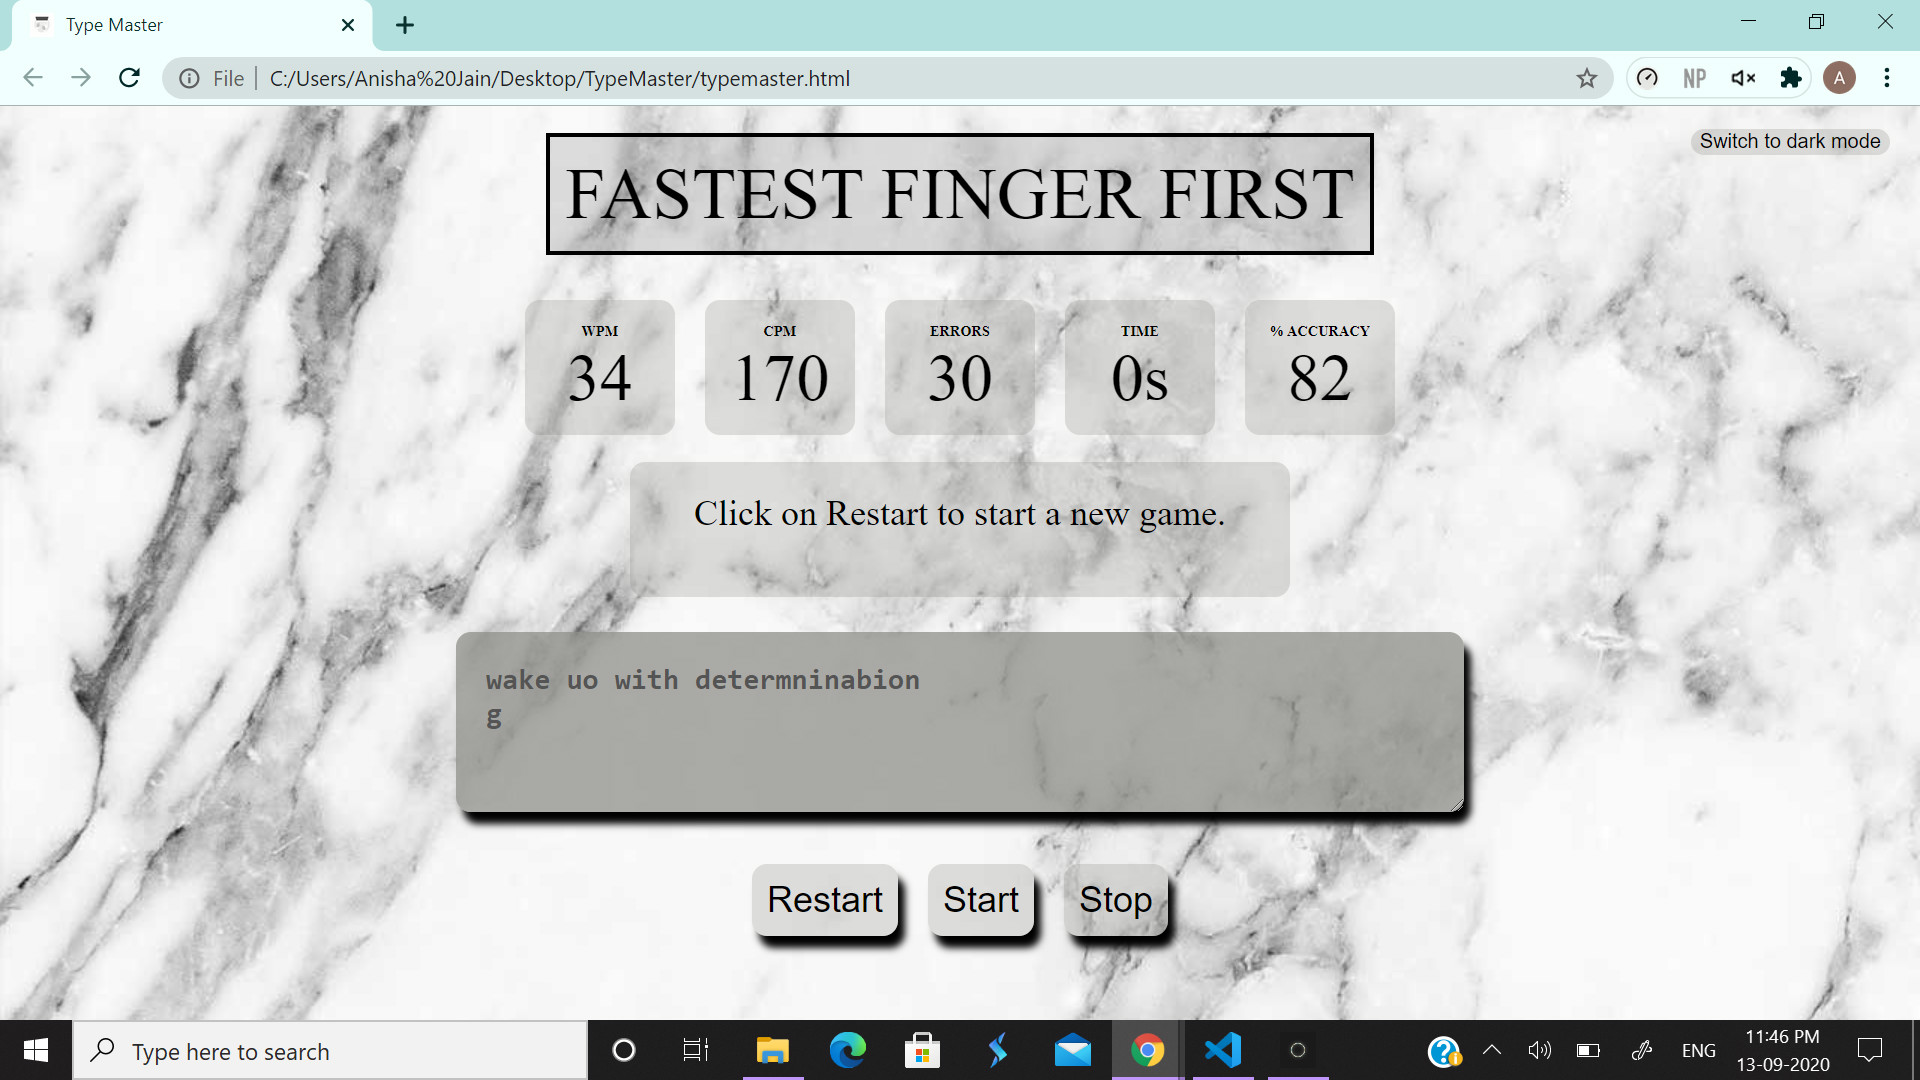 Type Master
File
C:/Users/Anisha%20Jain/Desktop/TypeMaster/typemaster.html
NP
A
Switch to dark mode
FASTEST FINGER FIRST
WPM
34
CPM
170
ERRORS
30
TIME
0s
% ACCURACY
82
Click on Restart to start a new game.
wake uo with determninabion
g
Restart
Start
Stop
Type here to search
ENG
11:46 PM
13-09-2020